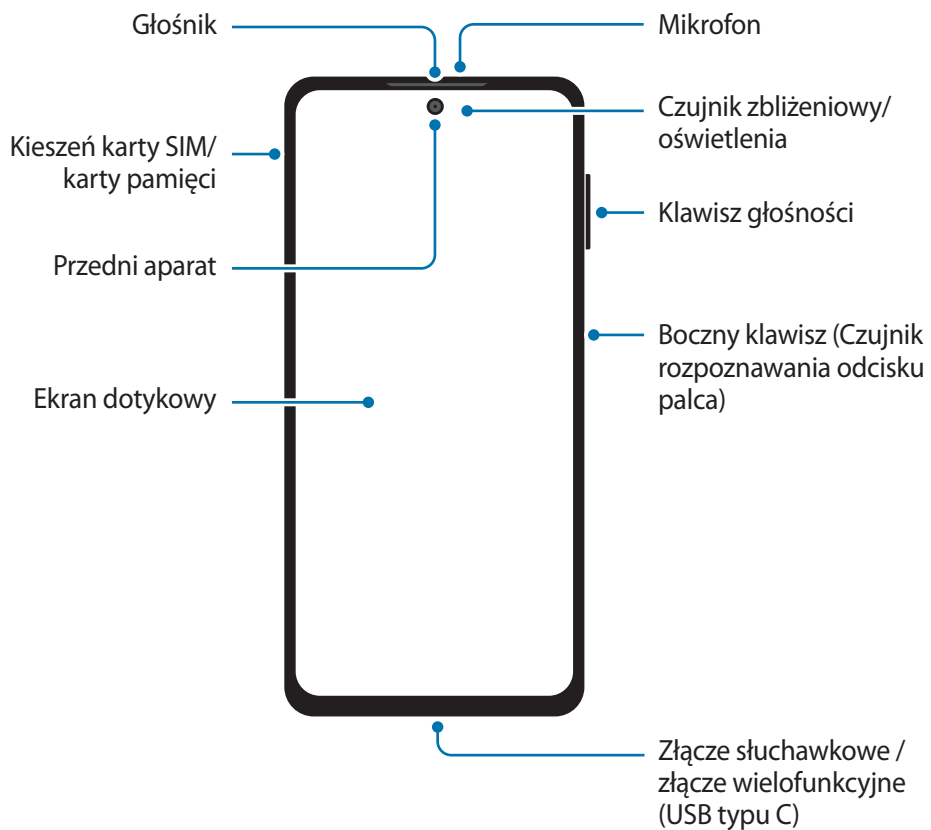 Głośnik
Mikrofon
Czujnik zbliżeniowy/
oświetlenia
Kieszeń karty SIM/
karty pamięci
Klawisz głośności
Przedni aparat
Boczny klawisz (Czujnik
rozpoznawania odcisku
palca)
Ekran dotykowy
Złącze słuchawkowe /
złącze wielofunkcyjne
(USB typu C)